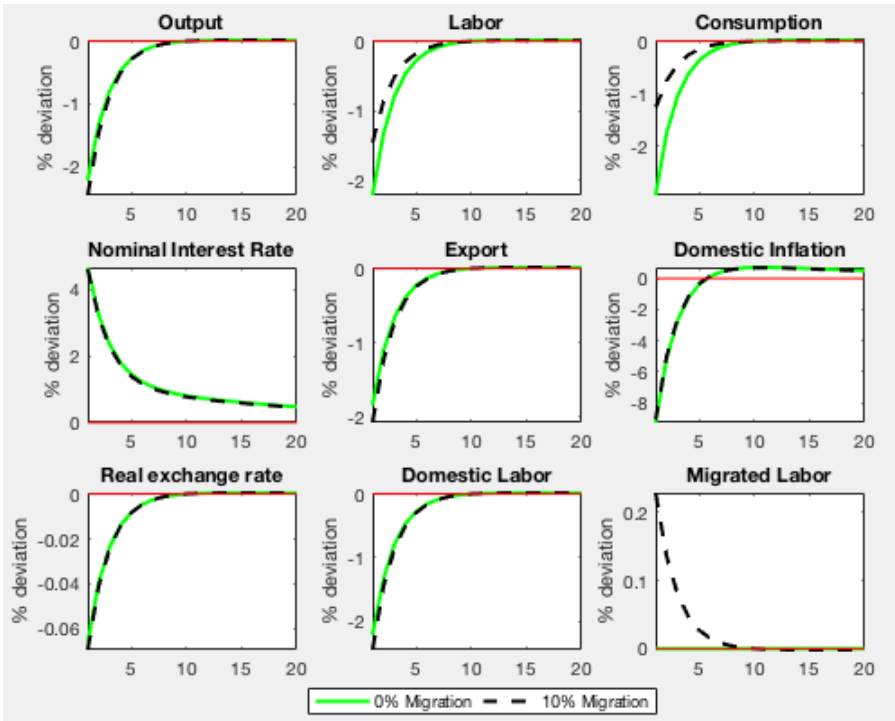 Output
Labor
Consumption
% deviation
0
-1
-2
5 10 15 20
% deviation
0
-1
-2
5 10 15 20
% deviation
0
-1
-2
5 10 15 20
Nominal Interest Rate
Export
Domestic Inflation
% deviation
4
2
0
5 10 15 20
% deviation
0
-1
-2
5 10 15 20
% deviation
0
-2
-4
-6
-8
5 10 15 20
Real exchange rate
Domestic Labor
Migrated Labor
% deviation
0
-0.02
-0.04
-0.06
5 10 15 20
% deviation
0
-1
-2
5 10 15 20
% deviation
0.2
0.1
0
5 10 15 20
0% Migration 10% Migration